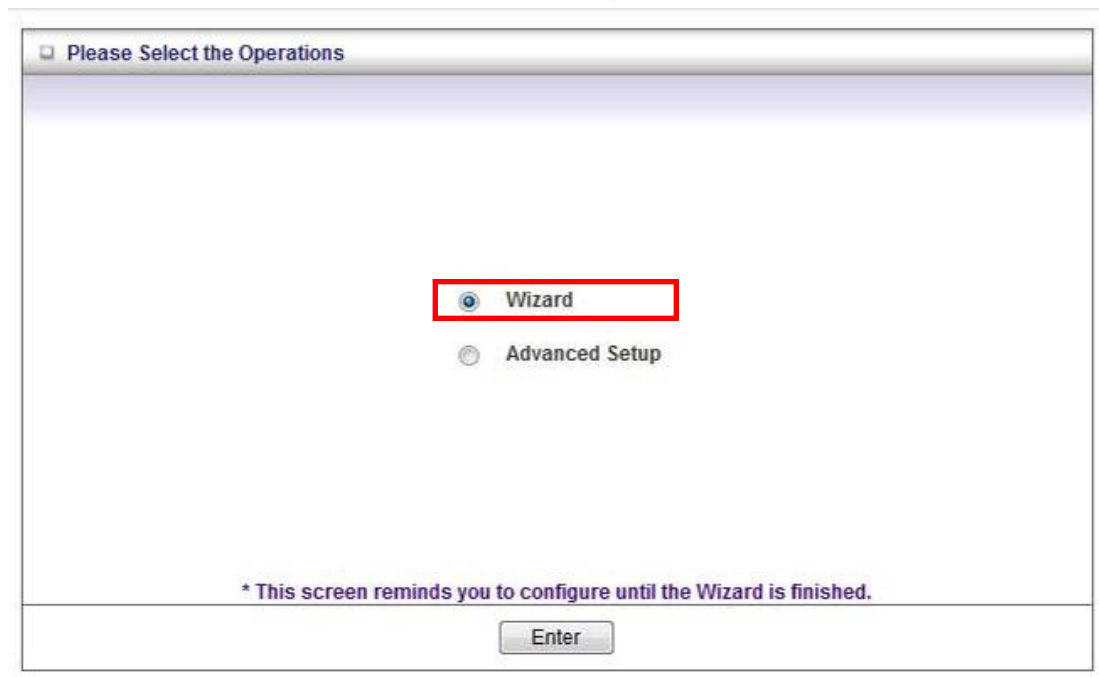 Please Select the Operations
Wizard
Advanced Setup
* This screen reminds you to configure until the Wizard is finished.
Enter